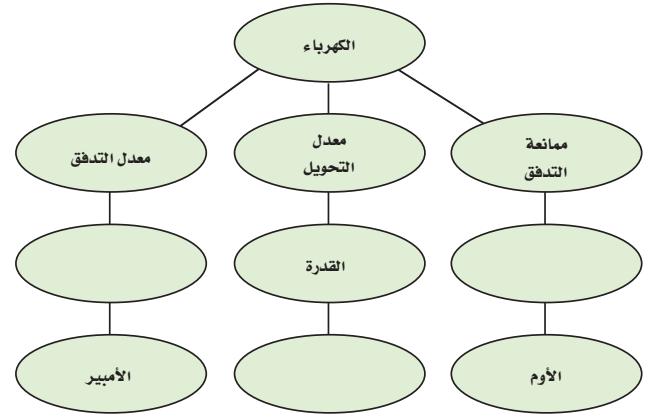 الكهرباء
ممانعة
التدفق
معدل
التحويل
معدل التدفق
القدرة
الأوم
الأمبير